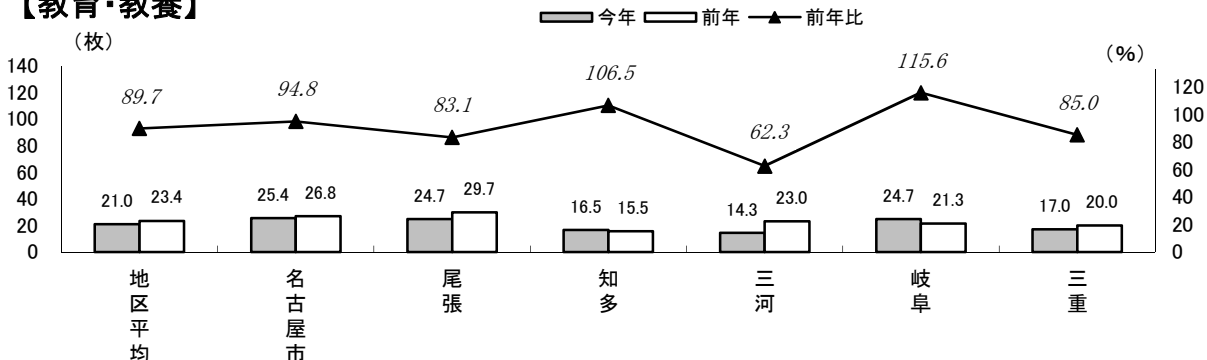 【教育・教養】
今年 前年 前年比
（枚）
（%）
140
120
100
80
60
40
20
0
120
100
80
60
40
20
0
89.7 94.8 83.1 106.5 62.3 115.6 85.0
21.0 23.4 25.4 26.8 24.7 29.7 16.5 15.5 14.3 23.0 24.7 21.3 17.0 20.0
地区平均
名古屋市
尾張
知多
三河
岐阜
三重